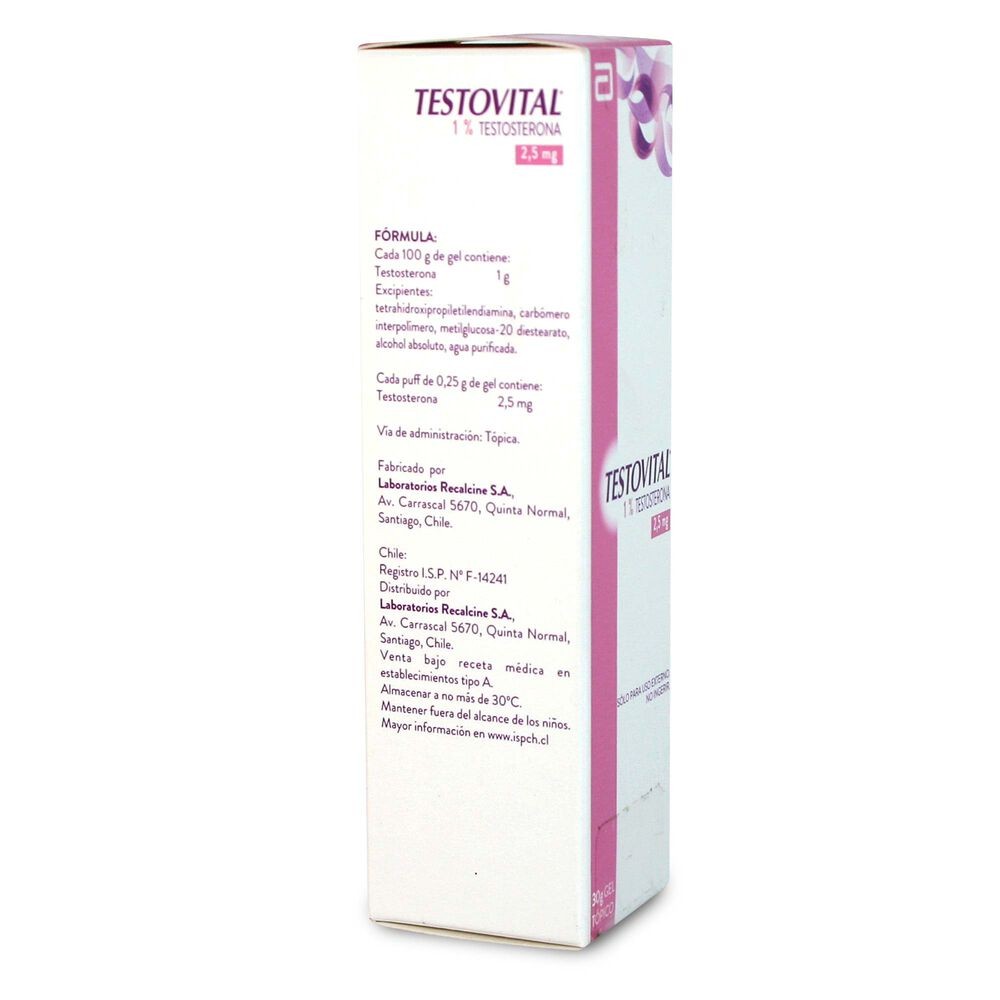 TESTOVITAL®
1 % TESTOSTERONA
2,5 mg
FÓRMULA:
Cada 100 g de gel contiene:
Testosterona 1 g
Excipientes:
tetrahidroxipropiletilendiamina, carbómero
interpolímero, metilglucosa-20 diestearato,
alcohol absoluto, agua purificada.
Cada puff de 0,25 g de gel contiene:
Testosterona 2,5 mg
Vía de administración: Tópica.
Fabricado por
Laboratorios Recalcine S.A.,
Av. Carrascal 5670, Quinta Normal,
Santiago, Chile.
Chile:
Registro I.S.P. Nº F-14241
Distribuido por
Laboratorios Recalcine S.A.,
Av. Carrascal 5670, Quinta Normal,
Santiago, Chile.
Venta bajo receta médica en
establecimientos tipo A.
Almacenar a no más de 30ºC.
Mantener fuera del alcance de los niños.
Mayor información en www.ispch.cl
TESTOVITAL®
1 % TESTOSTERONA
2,5 mg
SÓLO PARA USO EXTERNO
NO INGERIR
30g GEL
TÓPICO